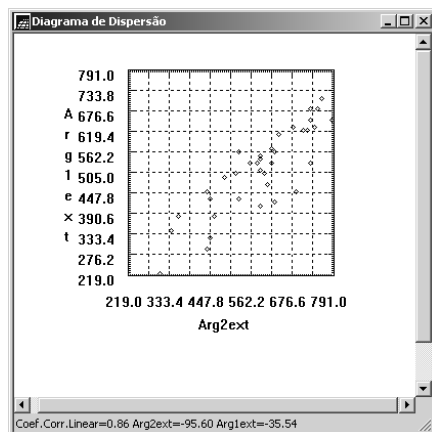 Diagrama de Dispersão
791.0
733.8
676.6
619.4
562.2
505.0
447.8
390.6
333.4
276.2
219.0
Arg1ext
219.0 333.4 447.8 562.2 676.6 791.0
Arg2ext
Coef.Corr.Linear=0.86 Arg2ext=-95.60 Arg1ext=-35.54